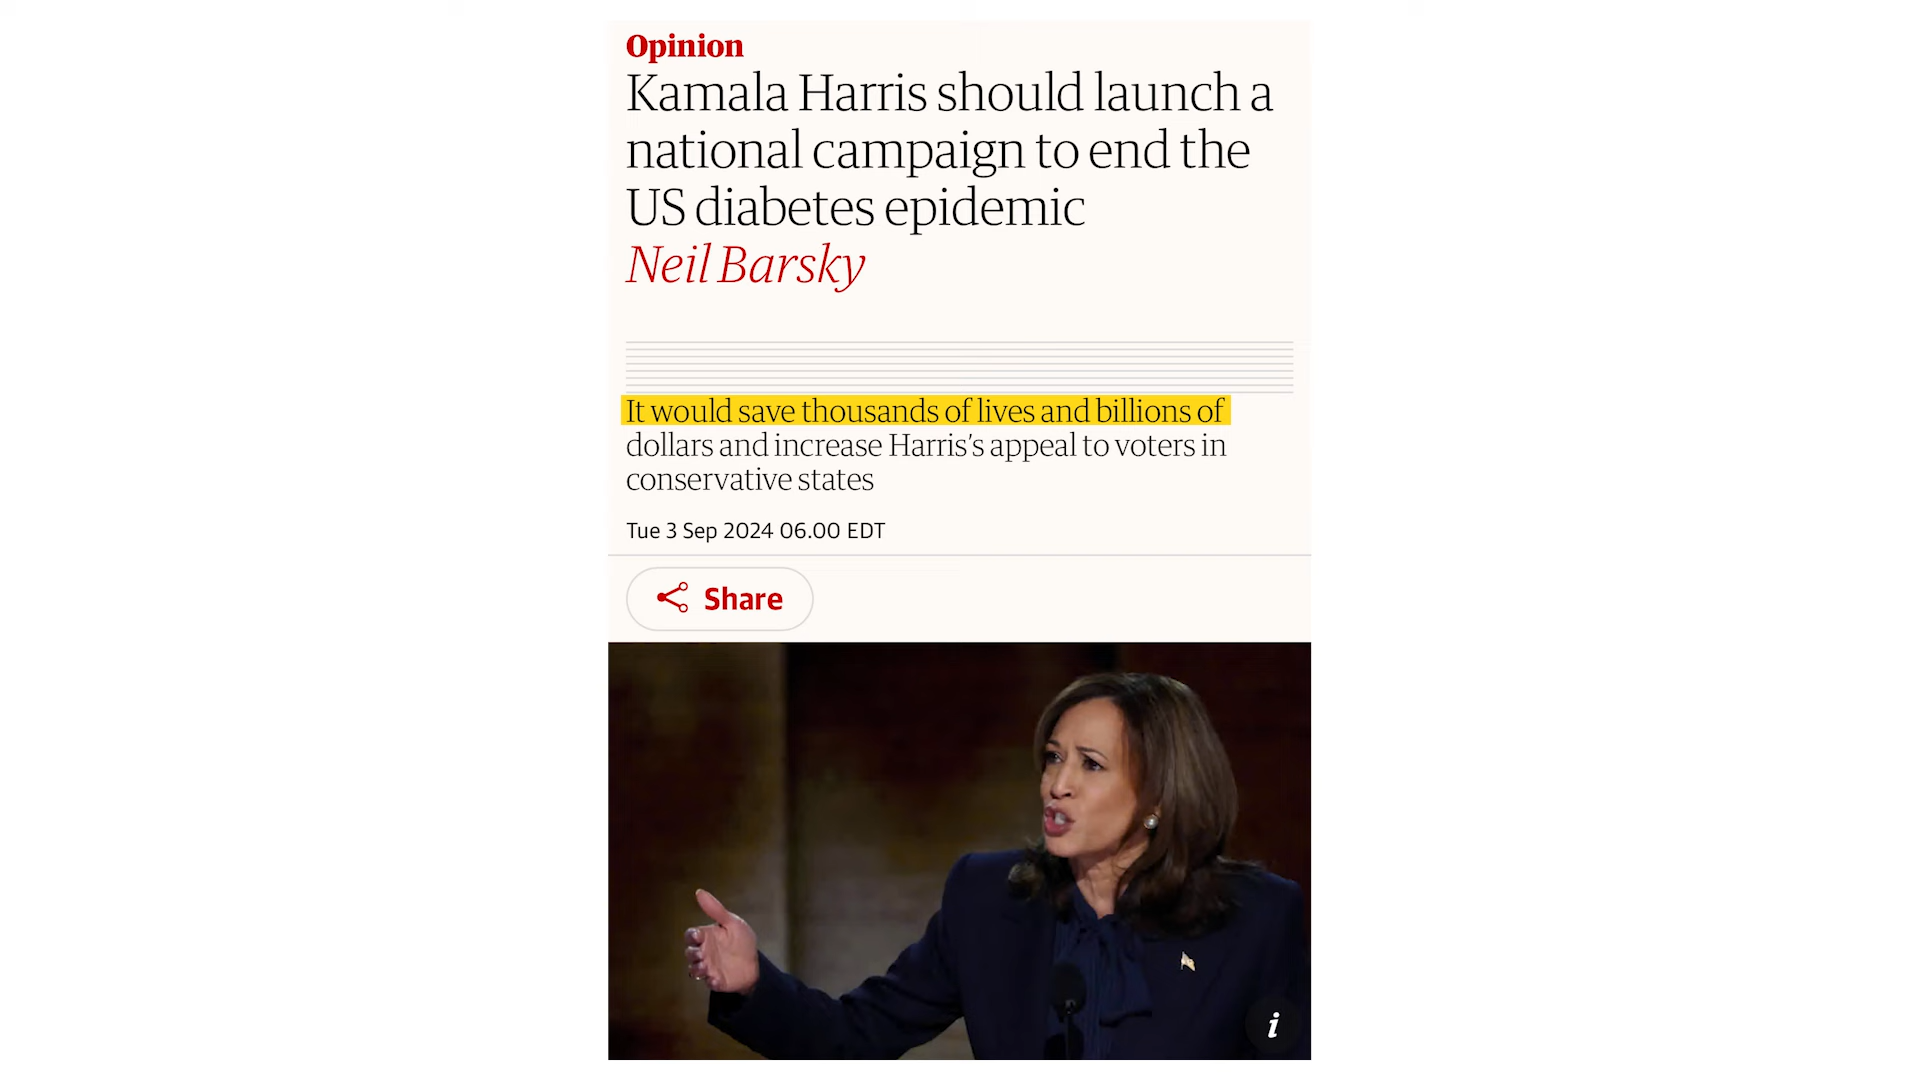 Opinion
Kamala Harris should launch a
national campaign to end the
US diabetes epidemic
Neil Barsky
It would save thousands of lives and billions of
dollars and increase Harris’s appeal to voters in
conservative states
Tue 3 Sep 2024 06.00 EDT
Share
i